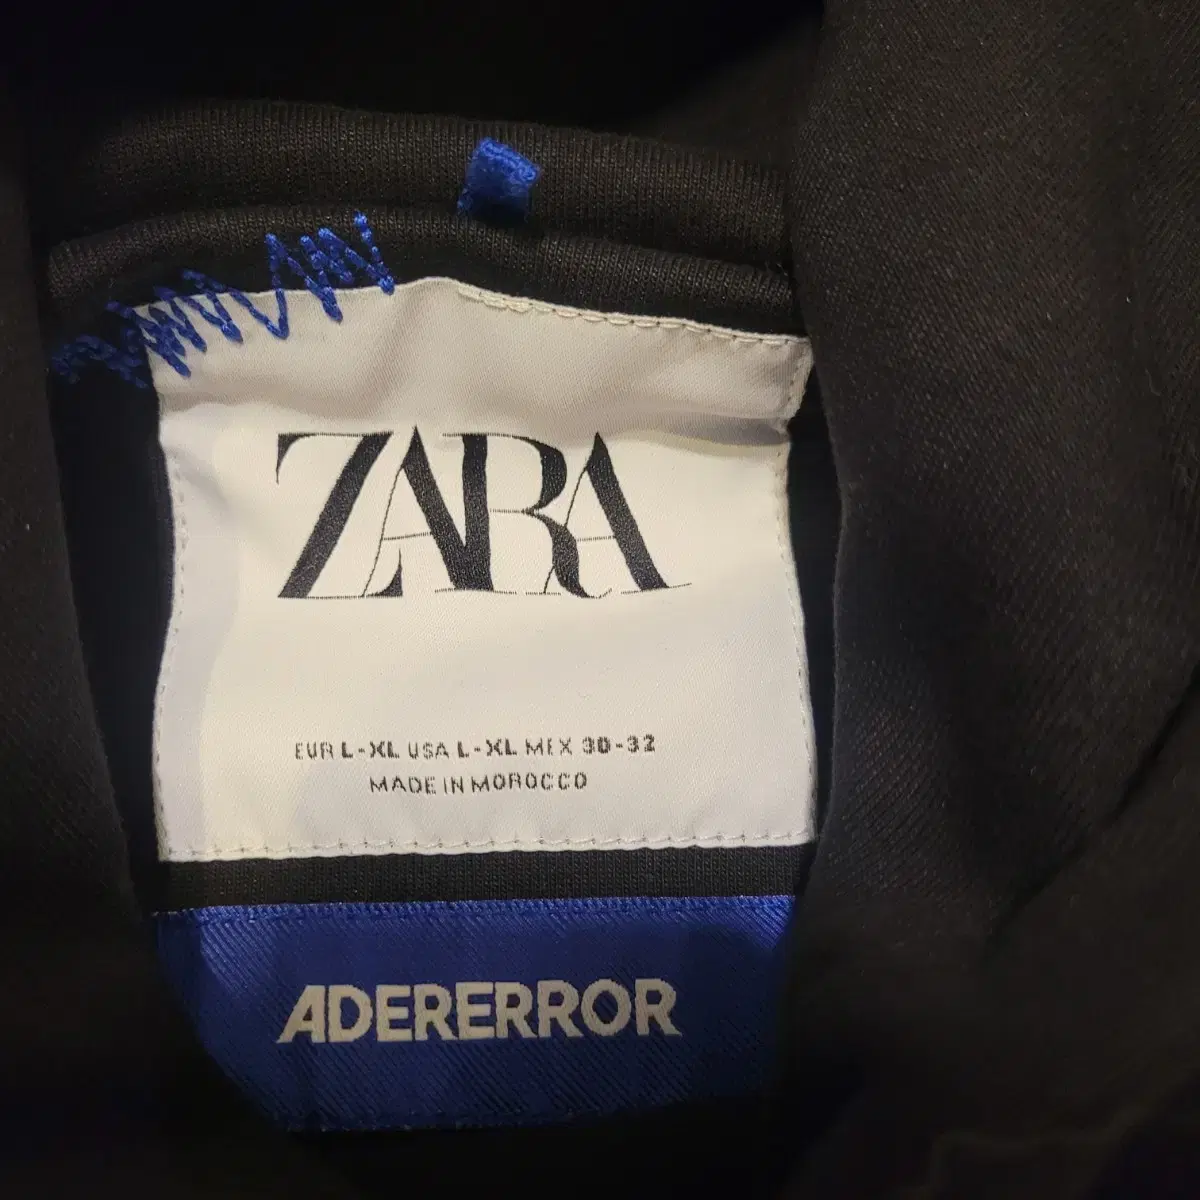 ZARA
EUR L-XL USA L-XL MEX 30-32
MADE IN MOROCCO
ADERERROR